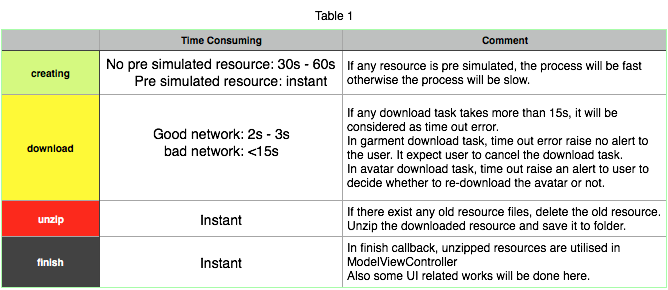 Table 1
Time Consuming
Comment
creating
No pre simulated resource: 30s - 60s
Pre simulated resource: instant
If any resource is pre simulated, the process will be fast
otherwise the process will be slow.
download
Good network: 2s - 3s
bad network: <15s
If any download task takes more than 15s, it will be
considered as time out error.
In garment download task, time out error raise no alert to
the user. It expect user to cancel the download task.
In avatar download task, time out raise an alert to user to
decide whether to re-download the avatar or not.
unzip
Instant
If there exist any old resource files, delete the old resource.
Unzip the downloaded resource and save it to folder.
finish
Instant
In finish callback, unzipped resources are utilised in
ModelViewController
Also some UI related works will be done here.